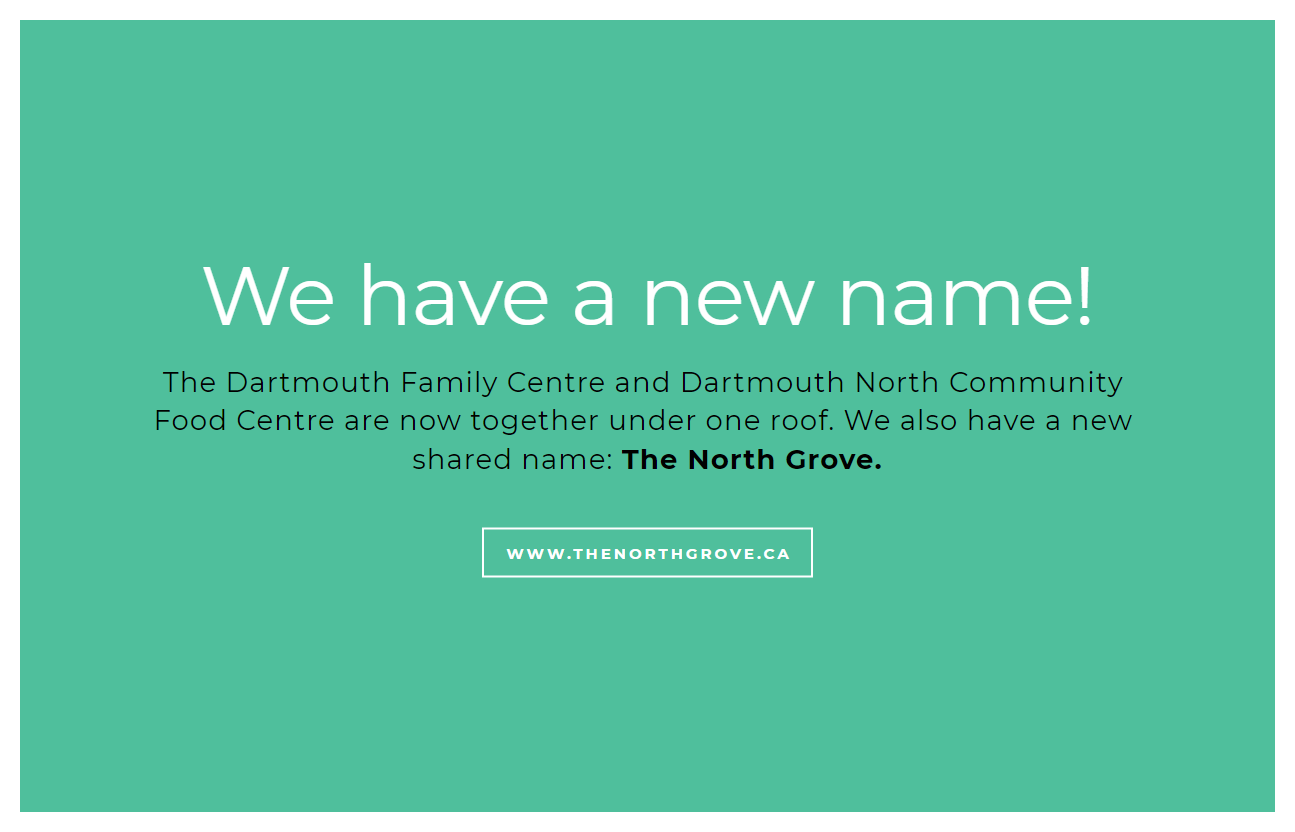 We have a new name!
The Dartmouth Family Centre and Dartmouth North Community
Food Centre are now together under one roof. We also have a new
shared name: The North Grove.
WWW.THENORTHGROVE.CA